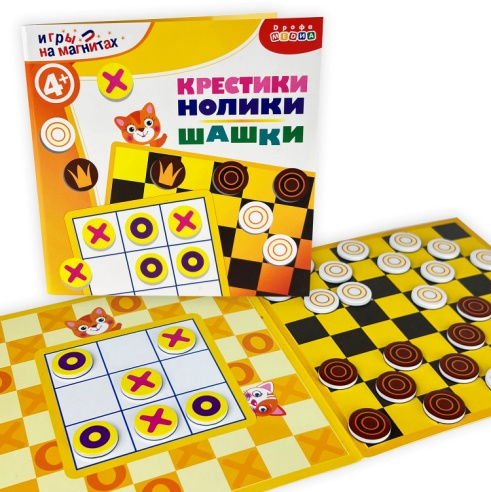 игры
на магнитах
Дрофа
МЕДИА
4+
КРЕСТИКИ
НОЛИКИ
ШАШКИ